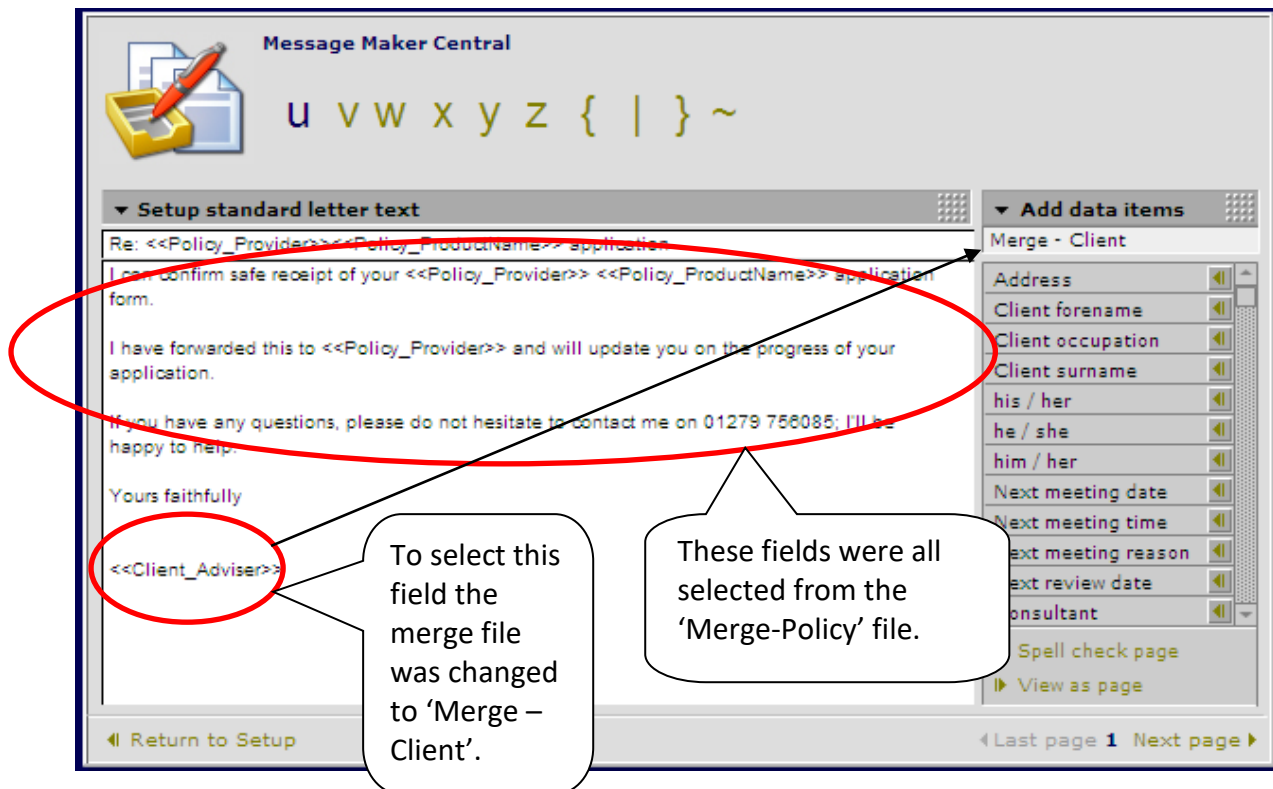 Message Maker Central
u v w x y z { | } ~
Setup standard letter text
Re: <<Policy_Provider>><<Policy_ProductName>> application
I can confirm safe receipt of your <<Policy_Provider>> <<Policy_ProductName>> application
form.
I have forwarded this to <<Policy_Provider>> and will update you on the progress of your
application.
If you have any questions, please do not hesitate to contact me on 01279 756085; I'll be
happy to help.
Yours faithfully
<<Client_Adviser>>
To select this
field the
merge file
was changed
to ‘Merge –
Client’.
These fields were all
selected from the
‘Merge-Policy’ file.
Add data items
Merge - Client
Address
Client forename
Client occupation
Client surname
his / her
he / she
him / her
Next meeting date
Next meeting time
Next meeting reason
Next review date
Consultant
Spell check page
View as page
Return to Setup
Last page 1 Next page